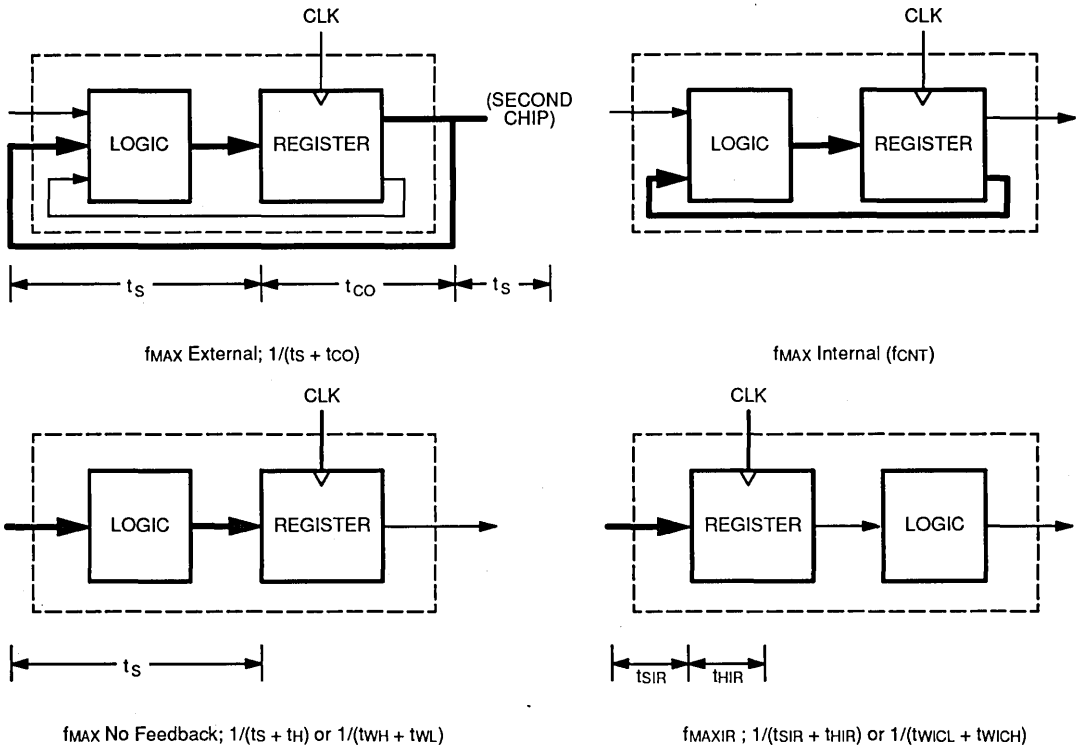 CLK
LOGIC
REGISTER
(SECOND
CHIP)
tS
tCO
tS
fMAX External; 1/(tS + tCO)
CLK
LOGIC
REGISTER
fMAX Internal (fCNT)
CLK
LOGIC
REGISTER
tS
fMAX No Feedback; 1/(tS + tH) or 1/(tWH + tWL)
CLK
REGISTER
LOGIC
tSIR
tHIR
fMAXIR ; 1/(tSIR + tHIR) or 1/(tWICL + tWICH)